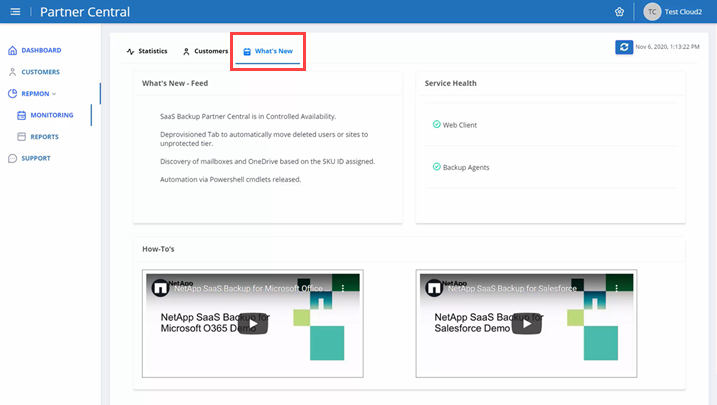 Partner Central
TC Test Cloud2
DASHBOARD
CUSTOMERS
REPMON
MONITORING
REPORTS
SUPPORT
Statistics Customers What's New
Nov 6, 2020, 1:13:22 PM
What's New - Feed
SaaS Backup Partner Central is in Controlled Availability.
Deprovisioned Tab to automatically move deleted users or sites to
unprotected tier.
Discovery of mailboxes and OneDrive based on the SKU ID assigned.
Automation via Powershell cmdlets released.
Service Health
Web Client
Backup Agents
How-To's
NetApp
NetApp SaaS Backup for Microsoft Office ...
NetApp SaaS Backup for
Microsoft O365 Demo
NetApp
NetApp SaaS Backup for Salesforce
NetApp SaaS Backup for
Salesforce Demo